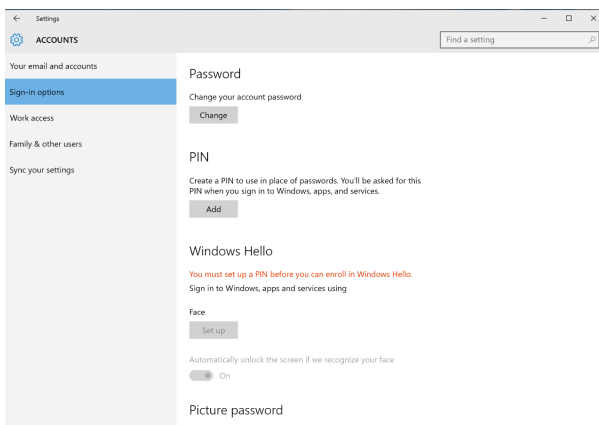 Settings
ACCOUNTS
Find a setting
Your email and accounts
Sign-in options
Work access
Family & other users
Sync your settings
Password
Change your account password
Change
PIN
Create a PIN to use in place of passwords. You'll be asked for this
PIN when you sign in to Windows, apps, and services.
Add
Windows Hello
You must set up a PIN before you can enroll in Windows Hello.
Sign in to Windows, apps and services using
Face
Set up
Automatically unlock the screen if we recognize your face
On
Picture password